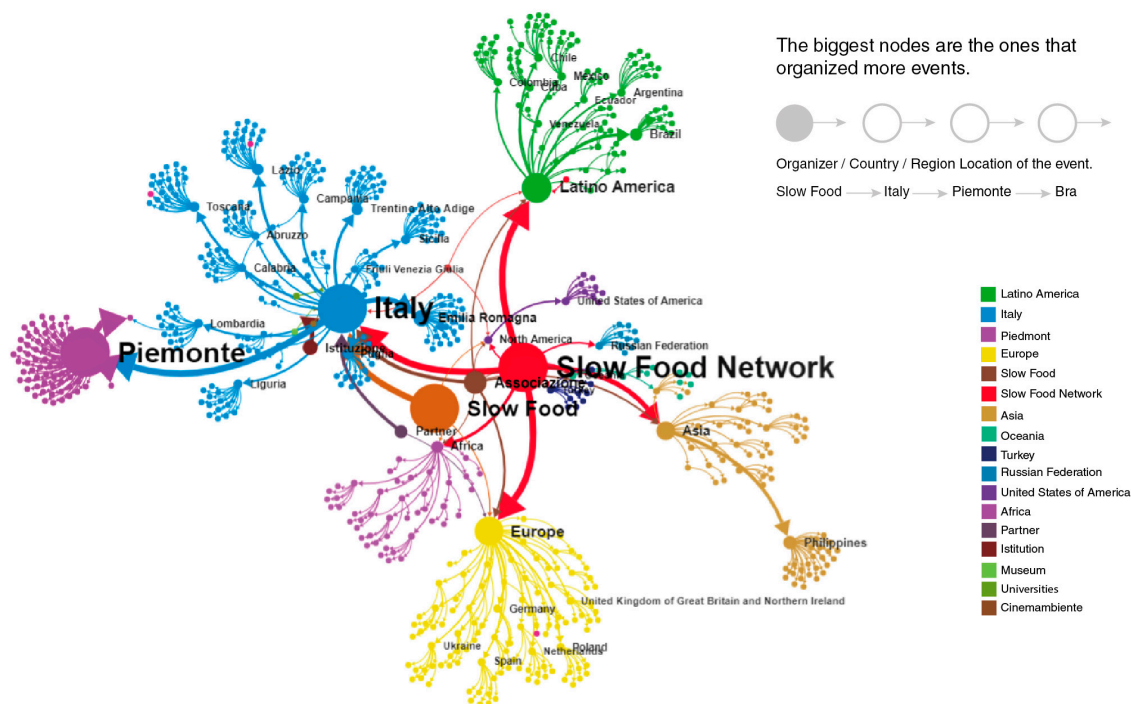 The biggest nodes are the ones that
organized more events.
Organizer / Country / Region Location of the event.
Slow Food Italy Piemonte Bra
Chile
Mexico
Colombia
Cuba
Argentina
Ecuador
Venezuela
Brazil
Latino America
Lazio
Campania
Toscana
Trentino Alto Adige
Abruzzo
Sicilia
Calabria
Friuli Venezia Giulia
Italy
Emilia Romagna
United States of America
Lombardia
North America
Russian Federation
Piemonte
Istituzione
Puglia
Slow Food Network
Associazione
Liguria
Slow Food
Partner
Africa
Asia
Europe
Philippines
United Kingdom of Great Britain and Northern Ireland
Germany
Ukraine
Poland
Netherlands
Spain
Latino America
Italy
Piedmont
Europe
Slow Food
Slow Food Network
Asia
Oceania
Turkey
Russian Federation
United States of America
Africa
Partner
Istitution
Museum
Universities
Cinemambiente